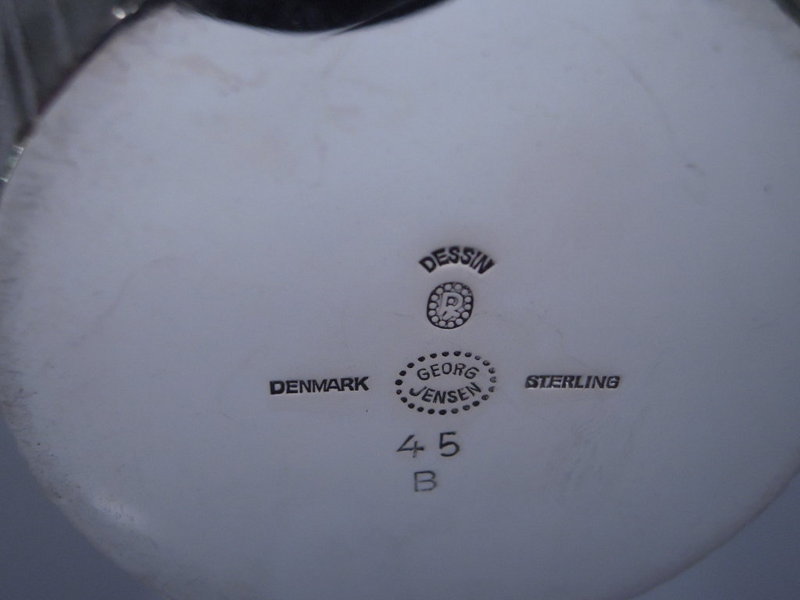 DESSIN
R
DENMARK GEORG JENSEN STERLING
45
B